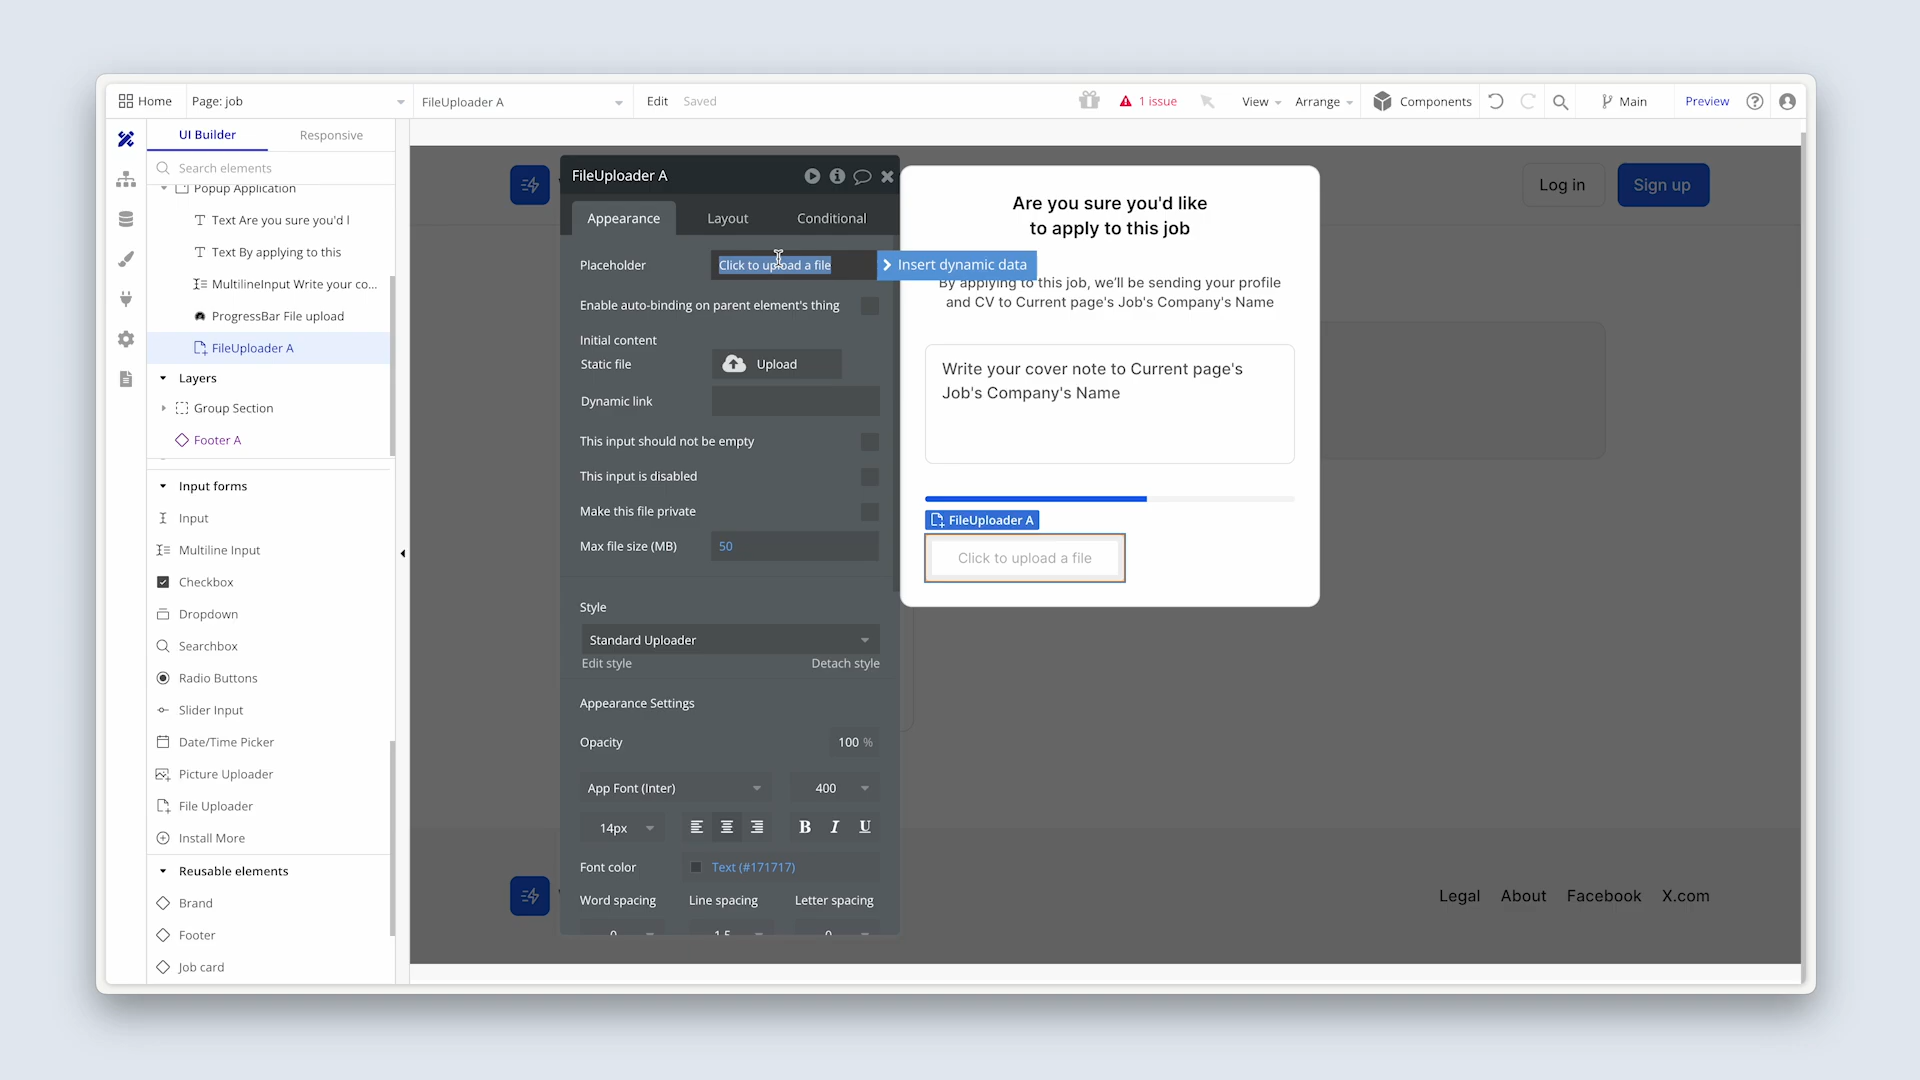 Home
Page: job
FileUploader A
Edit
Saved
1 issue
View
Arrange
Components
Main
Preview
UI Builder
Responsive
Search elements
Popup Application
Text Are you sure you'd l
Text By applying to this
MultilineInput Write your co...
ProgressBar File upload
FileUploader A
Layers
Group Section
Footer A
Input forms
Input
Multiline Input
Checkbox
Dropdown
Searchbox
Radio Buttons
Slider Input
Date/Time Picker
Picture Uploader
File Uploader
Install More
Reusable elements
Brand
Footer
Job card
FileUploader A
Appearance
Layout
Conditional
Placeholder
Click to upload a file
Insert dynamic data
Enable auto-binding on parent element's thing
Initial content
Static file
Upload
Dynamic link
This input should not be empty
This input is disabled
Make this file private
Max file size (MB)
50
Style
Standard Uploader
Edit style
Detach style
Appearance Settings
Opacity
100 %
App Font (Inter)
400
14px
B I U
Font color
Text (#171717)
Word spacing
Line spacing
Letter spacing
0
1.5
0
Log in
Sign up
Are you sure you'd like
to apply to this job
By applying to this job, we'll be sending your profile
and CV to Current page's Job's Company's Name
Write your cover note to Current page's
Job's Company's Name
FileUploader A
Click to upload a file
Legal
About
Facebook
X.com